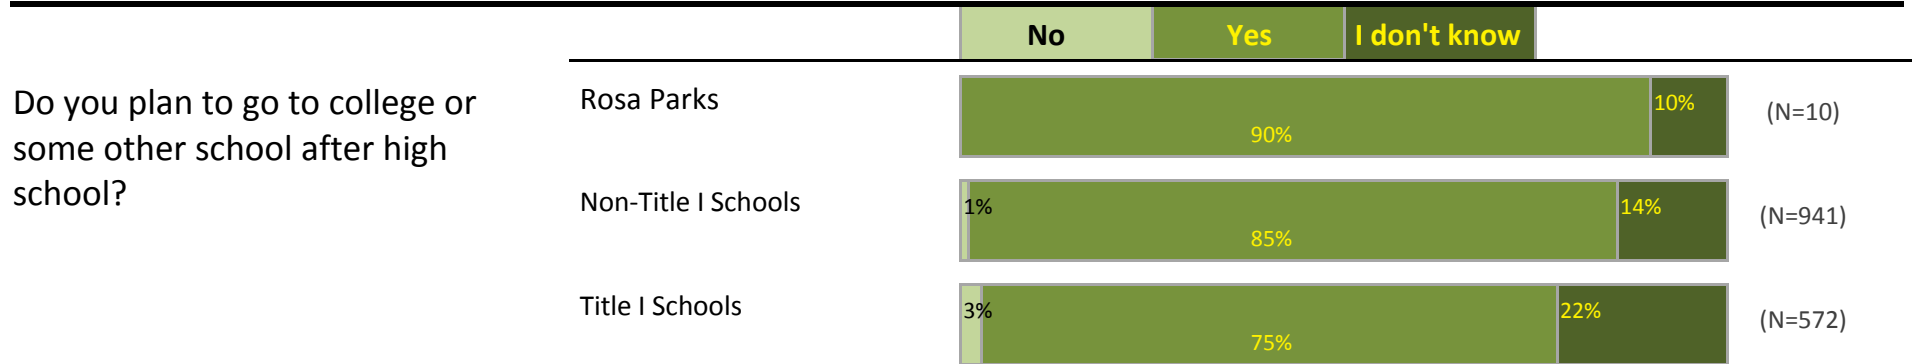 No Yes I don't know
Do you plan to go to college or
some other school after high
school?
Rosa Parks
10%
90%
(N=10)
Non-Title I Schools
1%
14%
85%
(N=941)
Title I Schools
3%
22%
75%
(N=572)